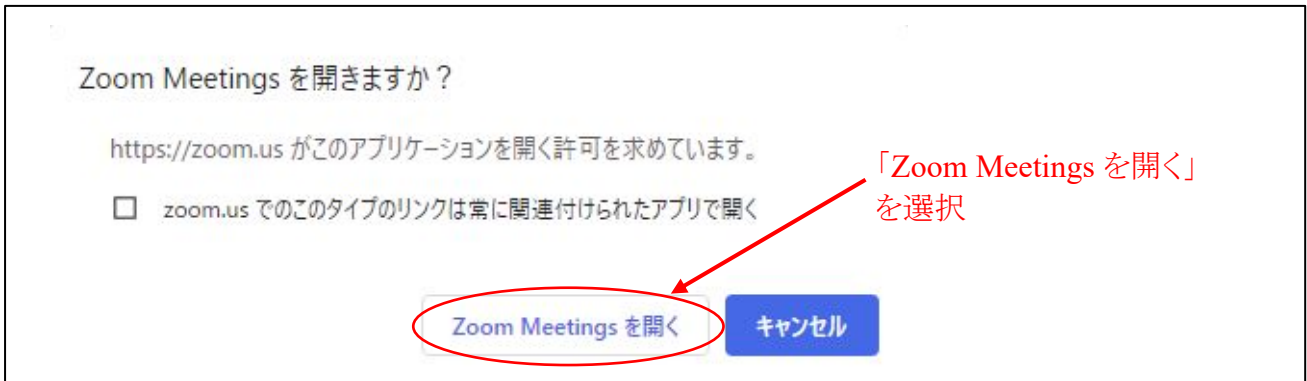 Zoom Meetings を開きますか？
https://zoom.us がこのアプリケーションを開く許可を求めています。
「Zoom Meetings を開く」
を選択
zoom.us でのこのタイプのリンクは常に関連付けられたアプリで開く
Zoom Meetings を開く
キャンセル